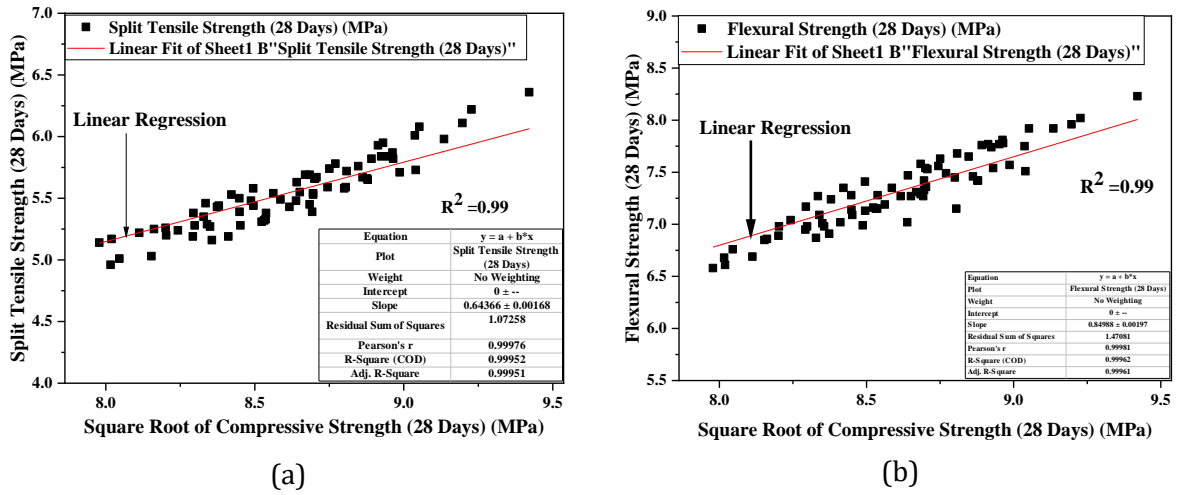 Split Tensile Strength (28 Days) (MPa)
Linear Fit of Sheet1 B"Split Tensile Strength (28 Days)"
Linear Regression
R2 =0.99
Equation y = a + b*x
Plot Split Tensile Strength
(28 Days)
Weight No Weighting
Intercept 0 ± --
Slope 0.64366 ± 0.00168
Residual Sum of Squares 1.07258
Pearson's r 0.99976
R-Square (COD) 0.99952
Adj. R-Square 0.99951
7.0
6.5
6.0
5.5
5.0
4.5
4.0
8.0 8.5 9.0 9.5
Split Tensile Strength (28 Days) (MPa)
Square Root of Compressive Strength (28 Days) (MPa)
(a)
Flexural Strength (28 Days) (MPa)
Linear Fit of Sheet1 B"Flexural Strength (28 Days)"
Linear Regression
R2 =0.99
Equation y = a + b*x
Plot Flexural Strength (28 Days)
Weight No Weighting
Intercept 0 ± --
Slope 0.84988 ± 0.00197
Residual Sum of Squares 1.47081
Pearson's r 0.99981
R-Square (COD) 0.99962
Adj. R-Square 0.99961
9.0
8.5
8.0
7.5
7.0
6.5
6.0
5.5
8.0 8.5 9.0 9.5
Flexural Strength (28 Days) (MPa)
Square Root of Compressive Strength (28 Days) (MPa)
(b)